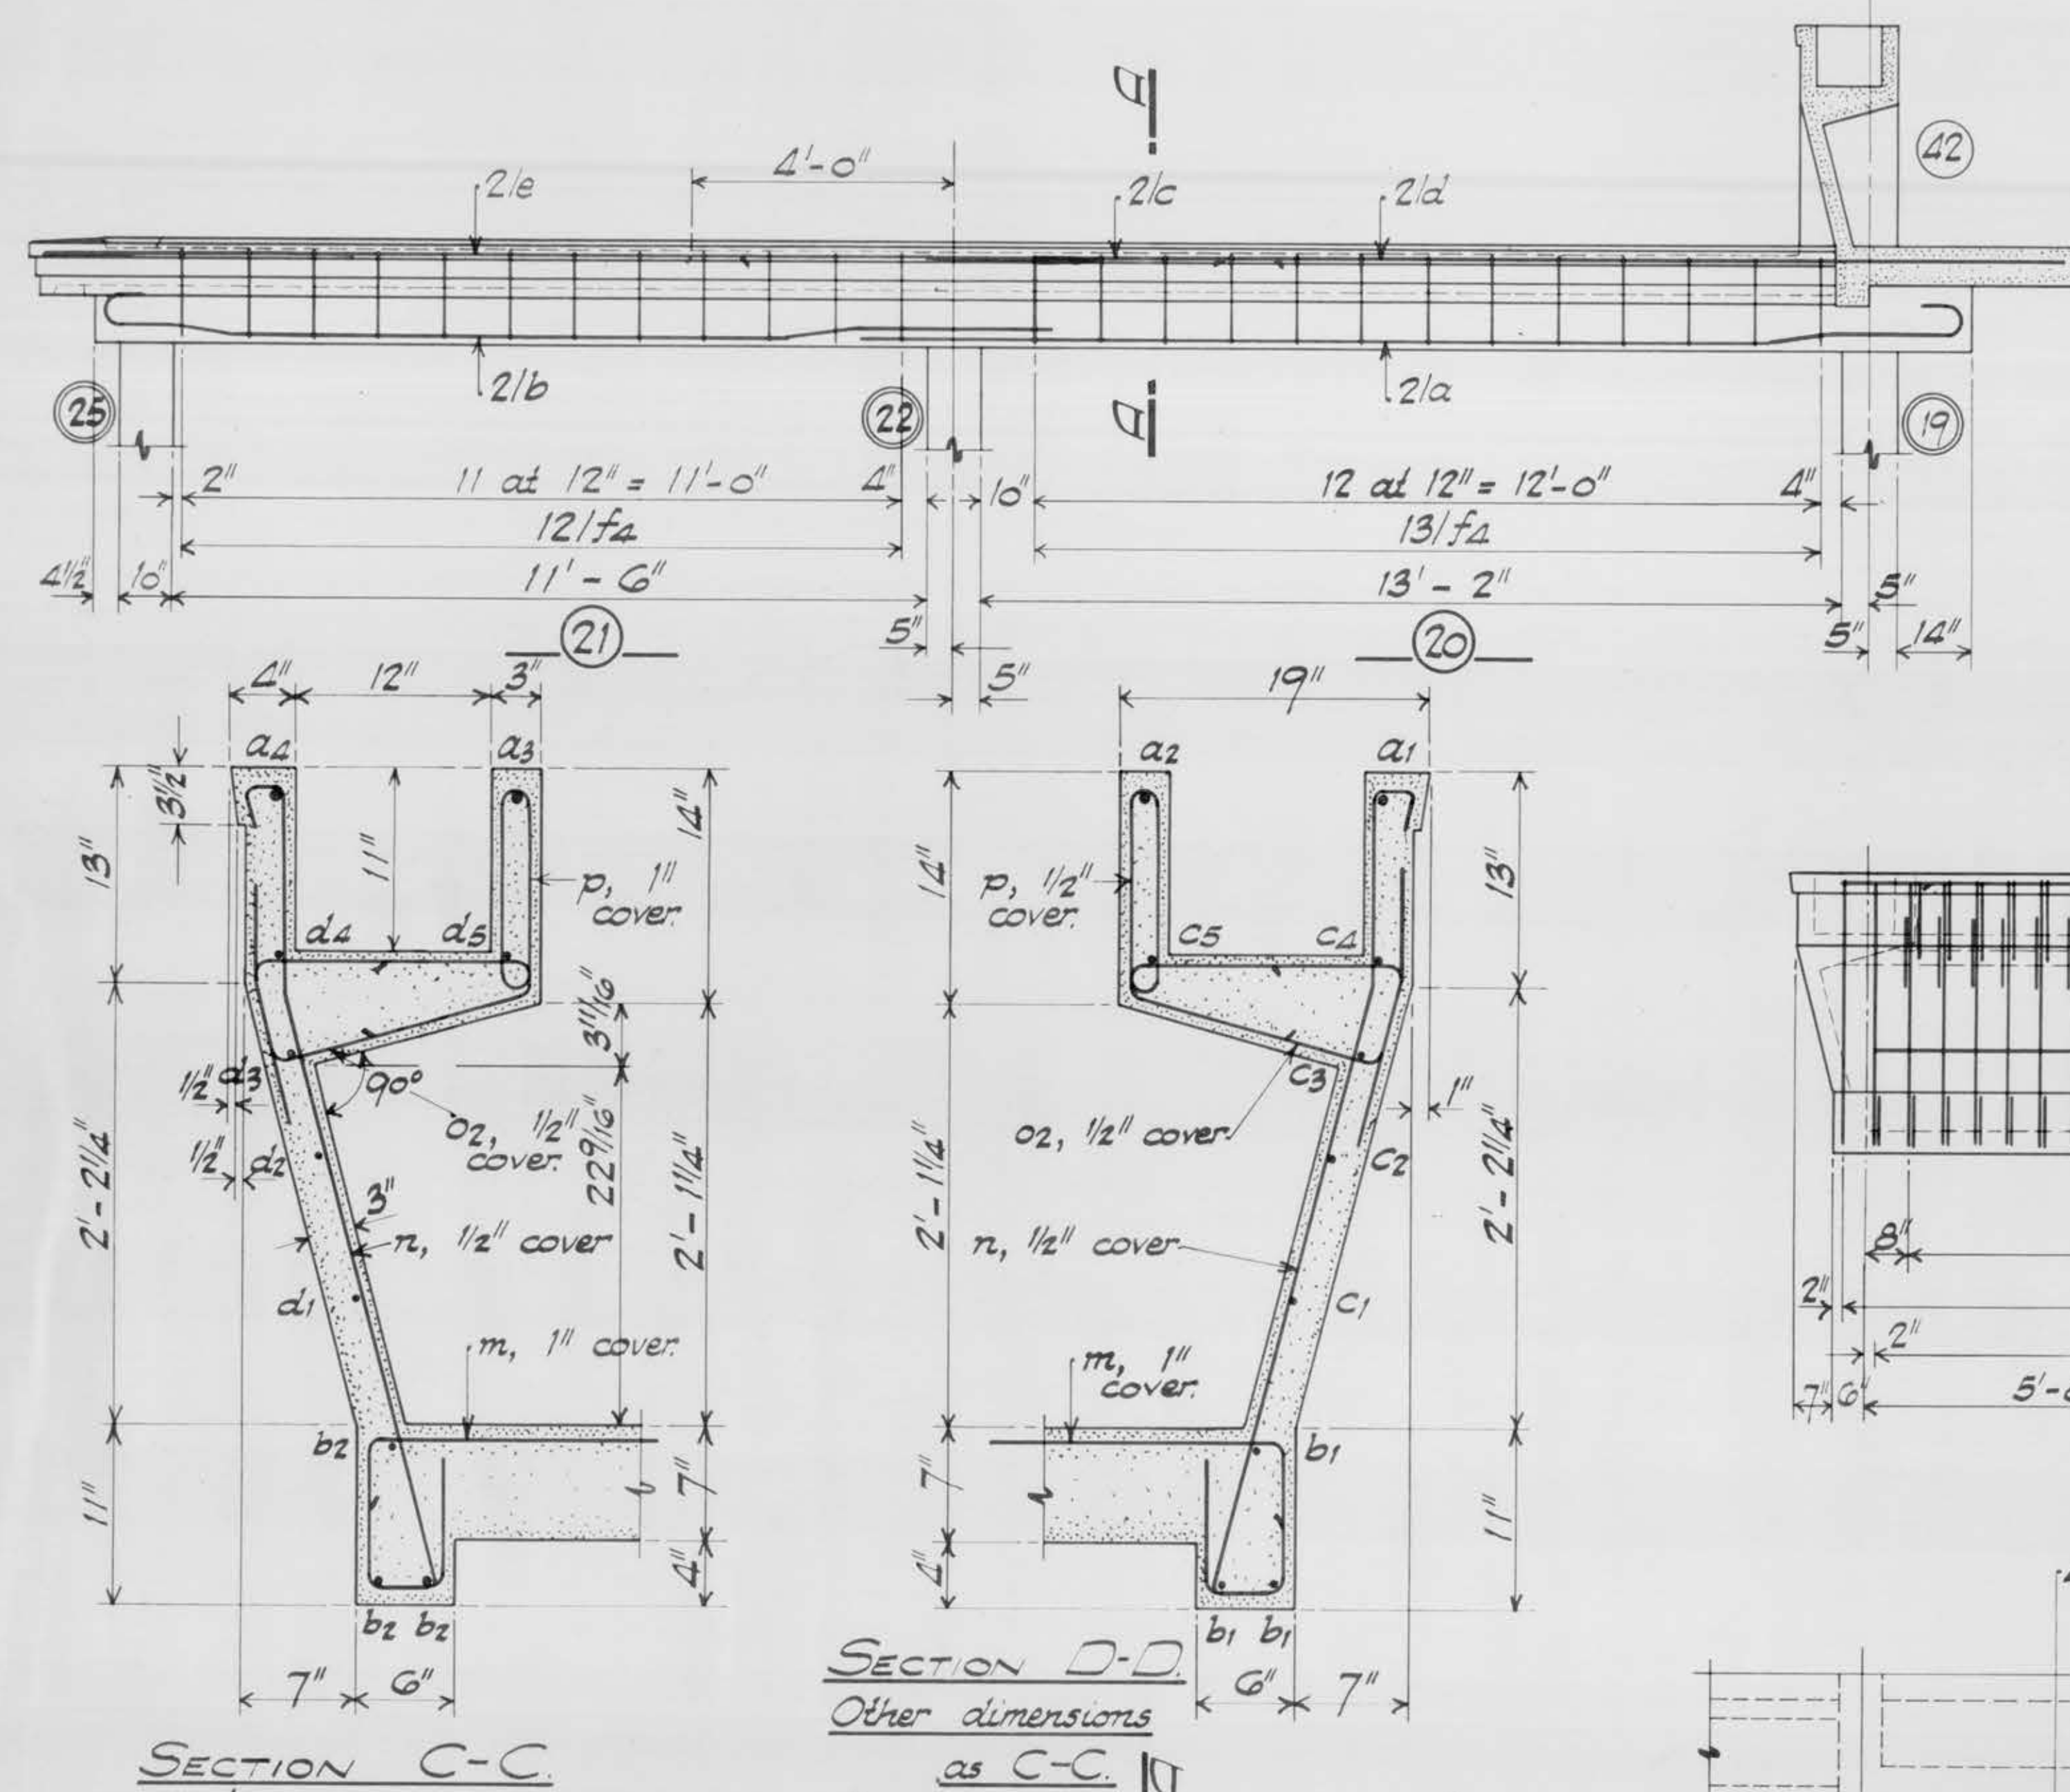 A
4'-0"
42
2/e
2/c
2/d
2/b
2/a
25
22
A
19
2"
11 at 12" = 11'-0"
4"
10"
12 at 12" = 12'-0"
4"
12/f4
13/f4
4½"
10"
11'-6"
13'-2"
5"
21
5"
20
5"
14"
5"
4"
12"
3"
19"
a4
a3
a2
a1
3½"
13"
11"
14"
14"
13"
p, 1"
cover.
p, ½"
cover.
d4
d5
c5
c4
3 11/16"
½"
d3
90°
c3
1"
o2, ½"
cover.
o2, ½" cover
½"
d2
c2
22 9/16"
2'-2¼"
2'-1¼"
2'-1¼"
2'-2¼"
3"
n, ½" cover
n, ½" cover
8"
d1
c1
2"
m, 1" cover.
m, 1"
cover.
2"
7"
6"
b2
b1
11"
7"
7"
11"
4"
4"
b2 b2
b1 b1
7"
6"
SECTION D-D.
6"
7"
Other dimensions
SECTION C-C.
as C-C.